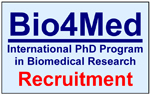 Bio4Med
International PhD Program
in Biomedical Research
Recruitment